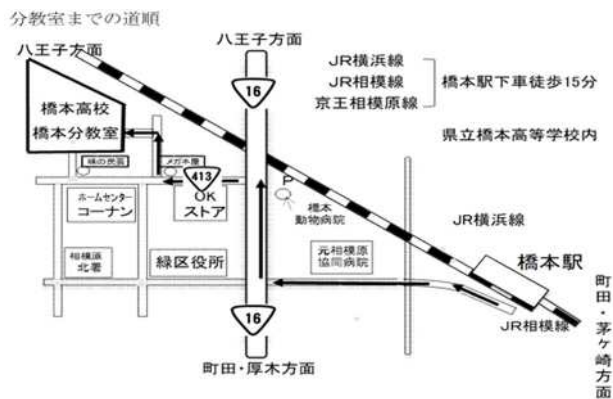 分教室までの道順
八王子方面
八王子方面
16
JR横浜線
JR相模線
京王相模原線
橋本駅下車徒歩15分
橋本高校
橋本分教室
県立橋本高等学校内
味の民芸
メガネ屋
413
P
OK
ストア
橋本
動物病院
ホームセンター
コーナン
JR横浜線
相模原
北署
緑区役所
元相模原
協同病院
橋本駅
16
JR相模線
町田・厚木方面
町田・茅ヶ崎方面